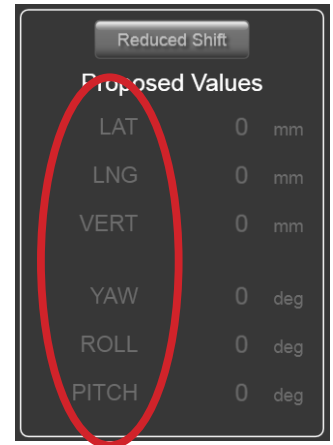 Reduced Shift
Proposed Values
LAT 0 mm
LNG 0 mm
VERT 0 mm
YAW 0 deg
ROLL 0 deg
PITCH 0 deg